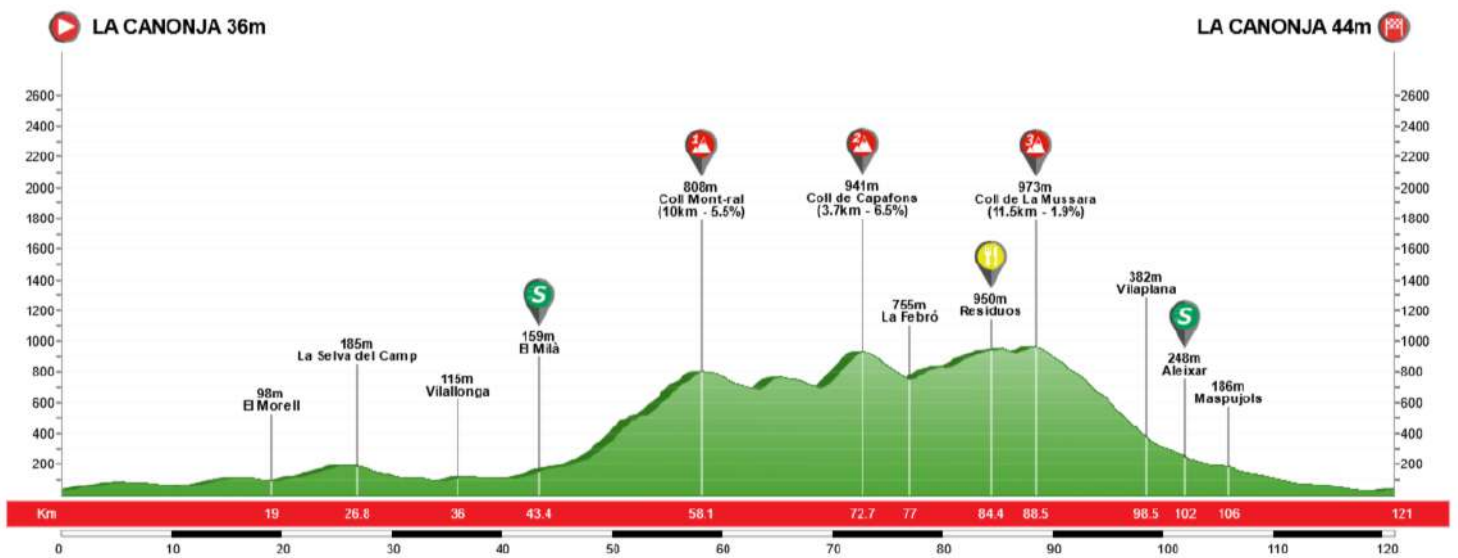 LA CANONJA 36m
LA CANONJA 44m
2600
2400
2200
2000
1800
1600
1400
1200
1000
800
600
400
200
98m
El Morell
185m
La Selva del Camp
115m
Vilallonga
S
159m
El Milà
1
808m
Coll Mont-ral
(10km - 5.5%)
2
941m
Coll de Capafons
(3.7km - 6.5%)
755m
La Febró
950m
Residuos
3
973m
Coll de La Mussara
(11.5km - 1.9%)
382m
Vilaplana
S
248m
Aleixar
186m
Maspujols
2600
2400
2200
2000
1800
1600
1400
1200
1000
800
600
400
200
Km 19 26.8 36 43.4 58.1 72.7 77 84.4 88.5 98.5 102 106 121
0 10 20 30 40 50 60 70 80 90 100 110 120